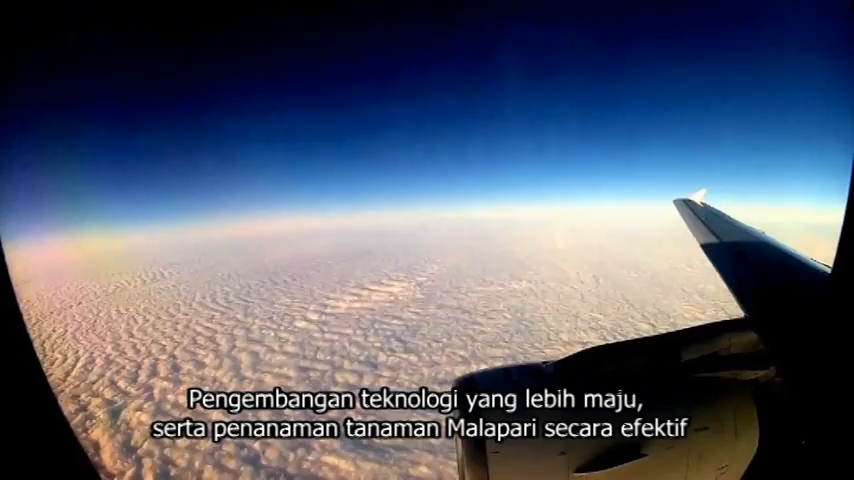 Pengembangan teknologi yang lebih maju,
serta penanaman tanaman Malapari secara efektif